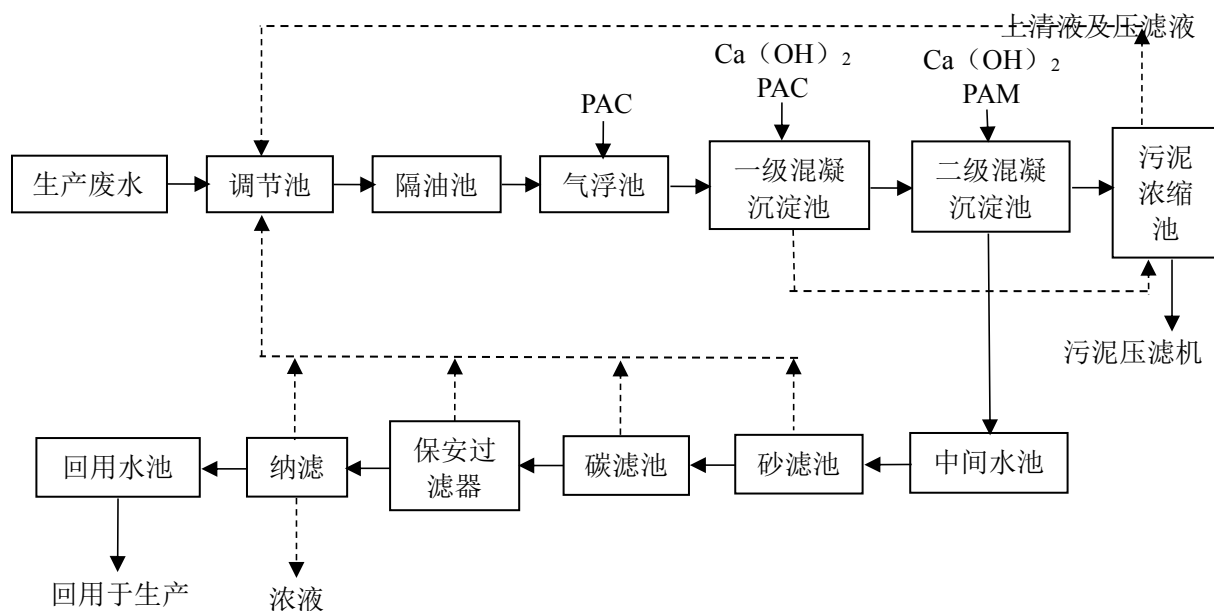 上清液及压滤液
Ca（OH）₂
PAC
Ca（OH）₂
PAM
PAC
生产废水
调节池
隔油池
气浮池
一级混凝
沉淀池
二级混凝
沉淀池
污泥
浓缩
池
污泥压滤机
回用水池
纳滤
保安过
滤器
碳滤池
砂滤池
中间水池
回用于生产
浓液